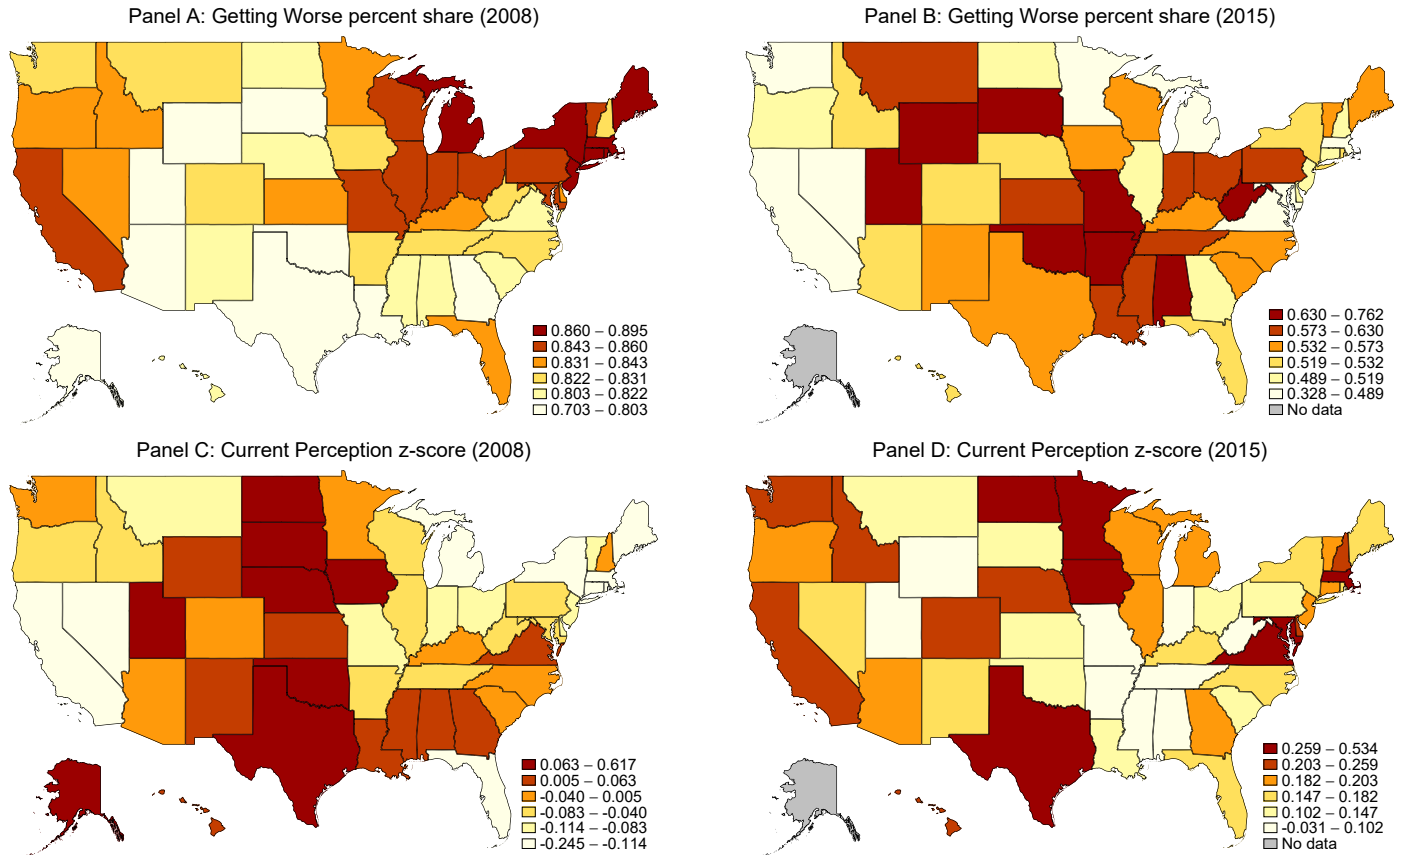 Panel A: Getting Worse percent share (2008)
0.860 – 0.895
0.843 – 0.860
0.831 – 0.843
0.822 – 0.831
0.803 – 0.822
0.703 – 0.803
Panel B: Getting Worse percent share (2015)
0.630 – 0.762
0.573 – 0.630
0.532 – 0.573
0.519 – 0.532
0.489 – 0.519
0.328 – 0.489
No data
Panel C: Current Perception z-score (2008)
0.063 – 0.617
0.005 – 0.063
-0.040 – 0.005
-0.083 – -0.040
-0.114 – -0.083
-0.245 – -0.114
Panel D: Current Perception z-score (2015)
0.259 – 0.534
0.203 – 0.259
0.182 – 0.203
0.147 – 0.182
0.102 – 0.147
-0.031 – 0.102
No data